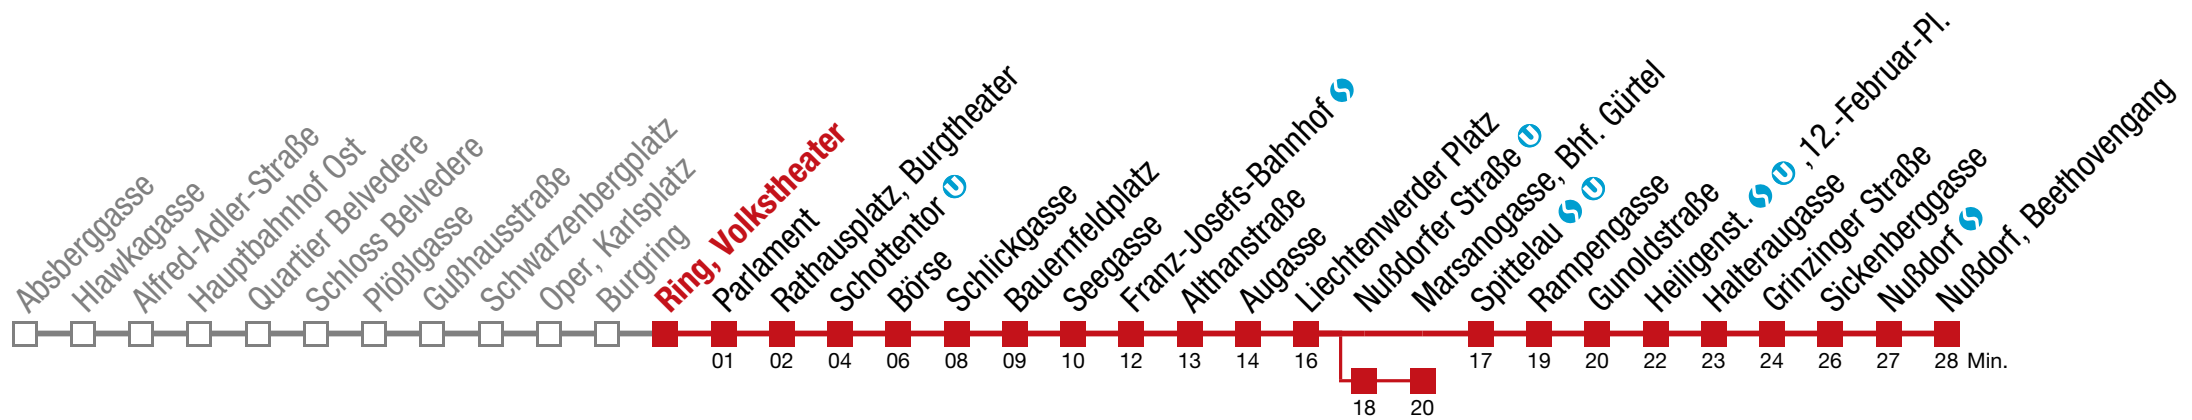 Absberggasse
Hlawkagasse
Alfred-Adler-Straße
Hauptbahnhof Ost
Quartier Belvedere
Schloss Belvedere
Plößlgasse
Gußhausstraße
Schwarzenbergplatz
Oper, Karlsplatz
Burgring
Ring, Volkstheater
Parlament
Rathausplatz, Burgtheater
Schottentor U
Börse
Schlickgasse
Bauernfeldplatz
Seegasse
Franz-Josefs-Bahnhof S
Althanstraße
Augasse
Liechtenwerder Platz
Nußdorfer Straße U
Marsanogasse, Bhf. Gürtel
Spittelau S U
Rampengasse
Gunoldstraße
Heiligenst. S U ,12.-Februar-Pl.
Halteraugasse
Grinzinger Straße
Sickenberggasse
Nußdorf S
Nußdorf, Beethovengang
01 02 04 06 08 09 10 12 13 14 16 17 19 20 22 23 24 26 27 28 Min.
18 20